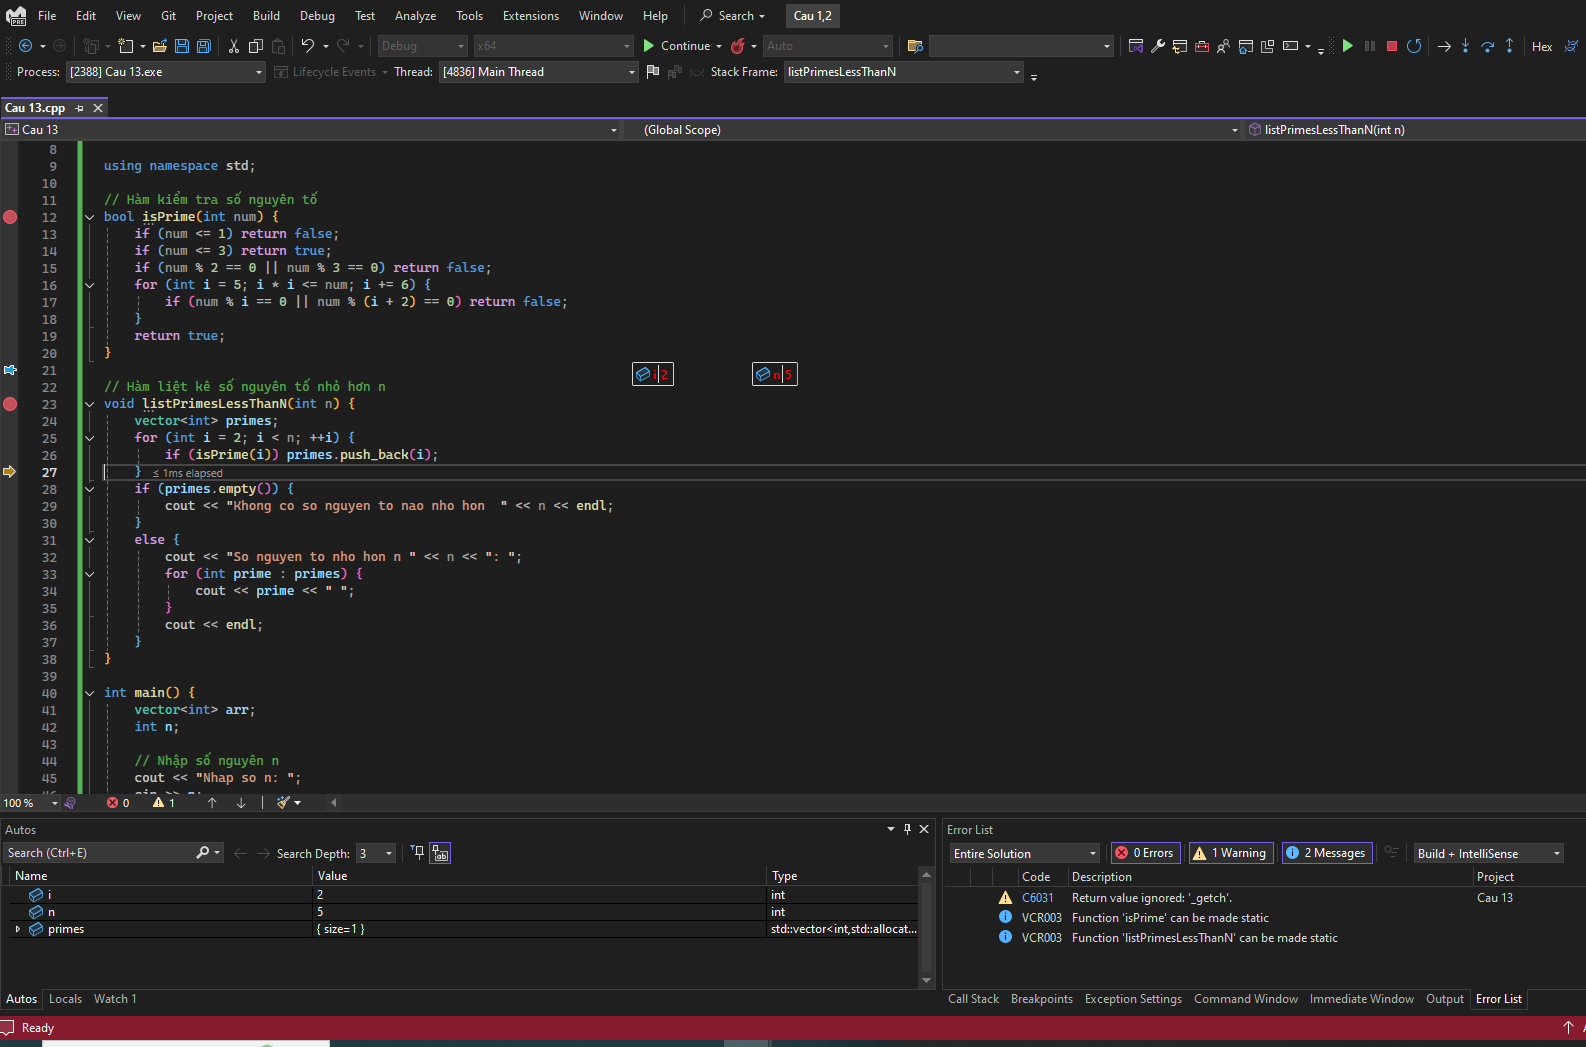 File Edit View Git Project Build Debug Test Analyze Tools Extensions Window Help Search Cau 1,2
Debug x64 Continue Auto Hex
Process: [2388] Cau 13.exe Lifecycle Events Thread: [4836] Main Thread Stack Frame: listPrimesLessThanN
Cau 13.cpp
Cau 13 (Global Scope) listPrimesLessThanN(int n)
8
9 using namespace std;
10
11 // Hàm kiểm tra số nguyên tố
12 bool isPrime(int num) {
13 if (num <= 1) return false;
14 if (num <= 3) return true;
15 if (num % 2 == 0 || num % 3 == 0) return false;
16 for (int i = 5; i * i <= num; i += 6) {
17 if (num % i == 0 || num % (i + 2) == 0) return false;
18 }
19 return true;
20 }
21 i 2 n 5
22 // Hàm liệt kê số nguyên tố nhỏ hơn n
23 void listPrimesLessThanN(int n) {
24 vector<int> primes;
25 for (int i = 2; i < n; ++i) {
26 if (isPrime(i)) primes.push_back(i);
27 } ≤ 1ms elapsed
28 if (primes.empty()) {
29 cout << "Khong co so nguyen to nao nho hon  " << n << endl;
30 }
31 else {
32 cout << "So nguyen to nho hon n " << n << ": ";
33 for (int prime : primes) {
34 cout << prime << " ";
35 }
36 cout << endl;
37 }
38 }
39
40 int main() {
41 vector<int> arr;
42 int n;
43
44 // Nhập số nguyên n
45 cout << "Nhap so n: ";
100 % 0 1
Autos
Search (Ctrl+E) Search Depth: 3
Name Value Type
i 2 int
n 5 int
primes { size=1 } std::vector<int,std::allocat...
Autos Locals Watch 1
Error List
Entire Solution 0 Errors 1 Warning 2 Messages Build + IntelliSense
Code Description Project
C6031 Return value ignored: '_getch'. Cau 13
VCR003 Function 'isPrime' can be made static
VCR003 Function 'listPrimesLessThanN' can be made static
Call Stack Breakpoints Exception Settings Command Window Immediate Window Output Error List
Ready